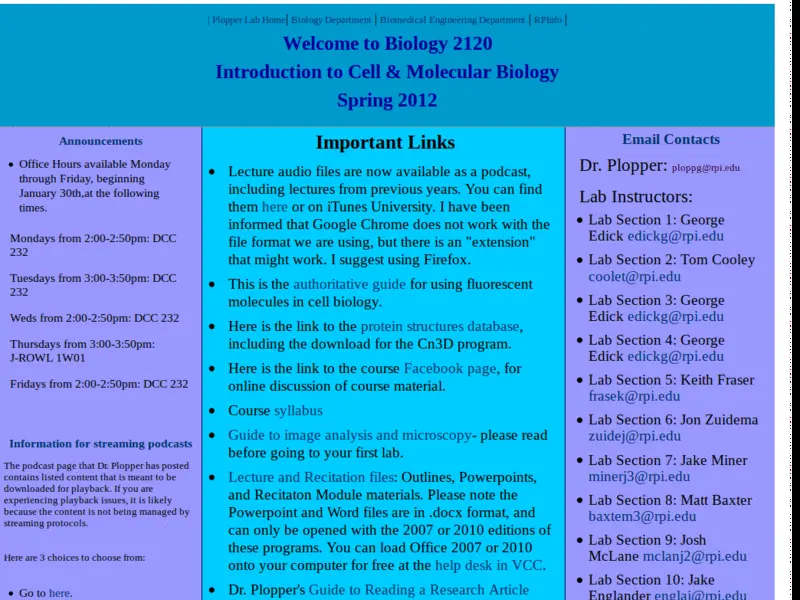 | Plopper Lab Home| Biology Department | Biomedical Engineering Department | RPInfo |
Welcome to Biology 2120
Introduction to Cell & Molecular Biology
Spring 2012
Announcements
Office Hours available Monday
through Friday, beginning
January 30th,at the following
times.
Mondays from 2:00-2:50pm: DCC
232
Tuesdays from 3:00-3:50pm: DCC
232
Weds from 2:00-2:50pm: DCC 232
Thursdays from 3:00-3:50pm:
J-ROWL 1W01
Fridays from 2:00-2:50pm: DCC 232
Information for streaming podcasts
The podcast page that Dr. Plopper has posted
contains listed content that is meant to be
downloaded for playback. If you are
experiencing playback issues, it is likely
because the content is not being managed by
streaming protocols.
Here are 3 choices to choose from:
Go to here.
Important Links
Lecture audio files are now available as a podcast,
including lectures from previous years. You can find
them here or on iTunes University. I have been
informed that Google Chrome does not work with the
file format we are using, but there is an "extension"
that might work. I suggest using Firefox.
This is the authoritative guide for using fluorescent
molecules in cell biology.
Here is the link to the protein structures database,
including the download for the Cn3D program.
Here is the link to the course Facebook page, for
online discussion of course material.
Course syllabus
Guide to image analysis and microscopy- please read
before going to your first lab.
Lecture and Recitation files: Outlines, Powerpoints,
and Recitaton Module materials. Please note the
Powerpoint and Word files are in .docx format, and
can only be opened with the 2007 or 2010 editions of
these programs. You can load Office 2007 or 2010
onto your computer for free at the help desk in VCC.
Dr. Plopper's Guide to Reading a Research Article
Email Contacts
Dr. Plopper: ploppg@rpi.edu
Lab Instructors:
Lab Section 1: George
Edick edickg@rpi.edu
Lab Section 2: Tom Cooley
coolet@rpi.edu
Lab Section 3: George
Edick edickg@rpi.edu
Lab Section 4: George
Edick edickg@rpi.edu
Lab Section 5: Keith Fraser
frasek@rpi.edu
Lab Section 6: Jon Zuidema
zuidej@rpi.edu
Lab Section 7: Jake Miner
minerj3@rpi.edu
Lab Section 8: Matt Baxter
baxtem3@rpi.edu
Lab Section 9: Josh
McLane mclanj2@rpi.edu
Lab Section 10: Jake
Englander englaj@rpi.edu